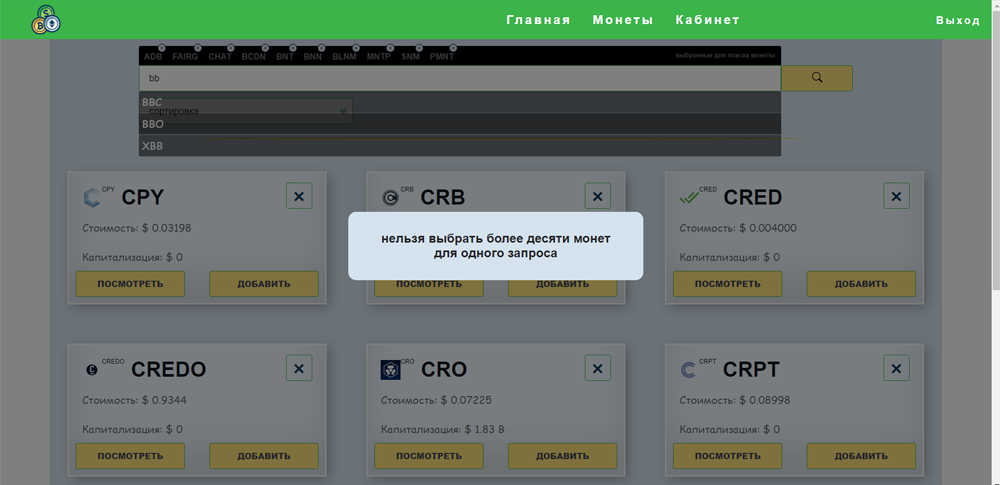 Главная Монеты Кабинет Выход
ADB FAIRG CHAT BCDN BNT BNN BLNM MNTP SNM PMNT выбранные для поиска монеты
bb
BBC
сортировка
BBO
XBB
CPY CPY CRB CRB CRED CRED
Стоимость: $ 0.03198 Стоимость: $ 0.004000
нельзя выбрать более десяти монет
для одного запроса
Капитализация: $ 0 Капитализация: $ 0
ПОСМОТРЕТЬ ДОБАВИТЬ ПОСМОТРЕТЬ ДОБАВИТЬ ПОСМОТРЕТЬ ДОБАВИТЬ
CREDO CREDO CRO CRO CRPT CRPT
Стоимость: $ 0.9344 Стоимость: $ 0.07225 Стоимость: $ 0.08998
Капитализация: $ 0 Капитализация: $ 1.83 B Капитализация: $ 0
ПОСМОТРЕТЬ ДОБАВИТЬ ПОСМОТРЕТЬ ДОБАВИТЬ ПОСМОТРЕТЬ ДОБАВИТЬ